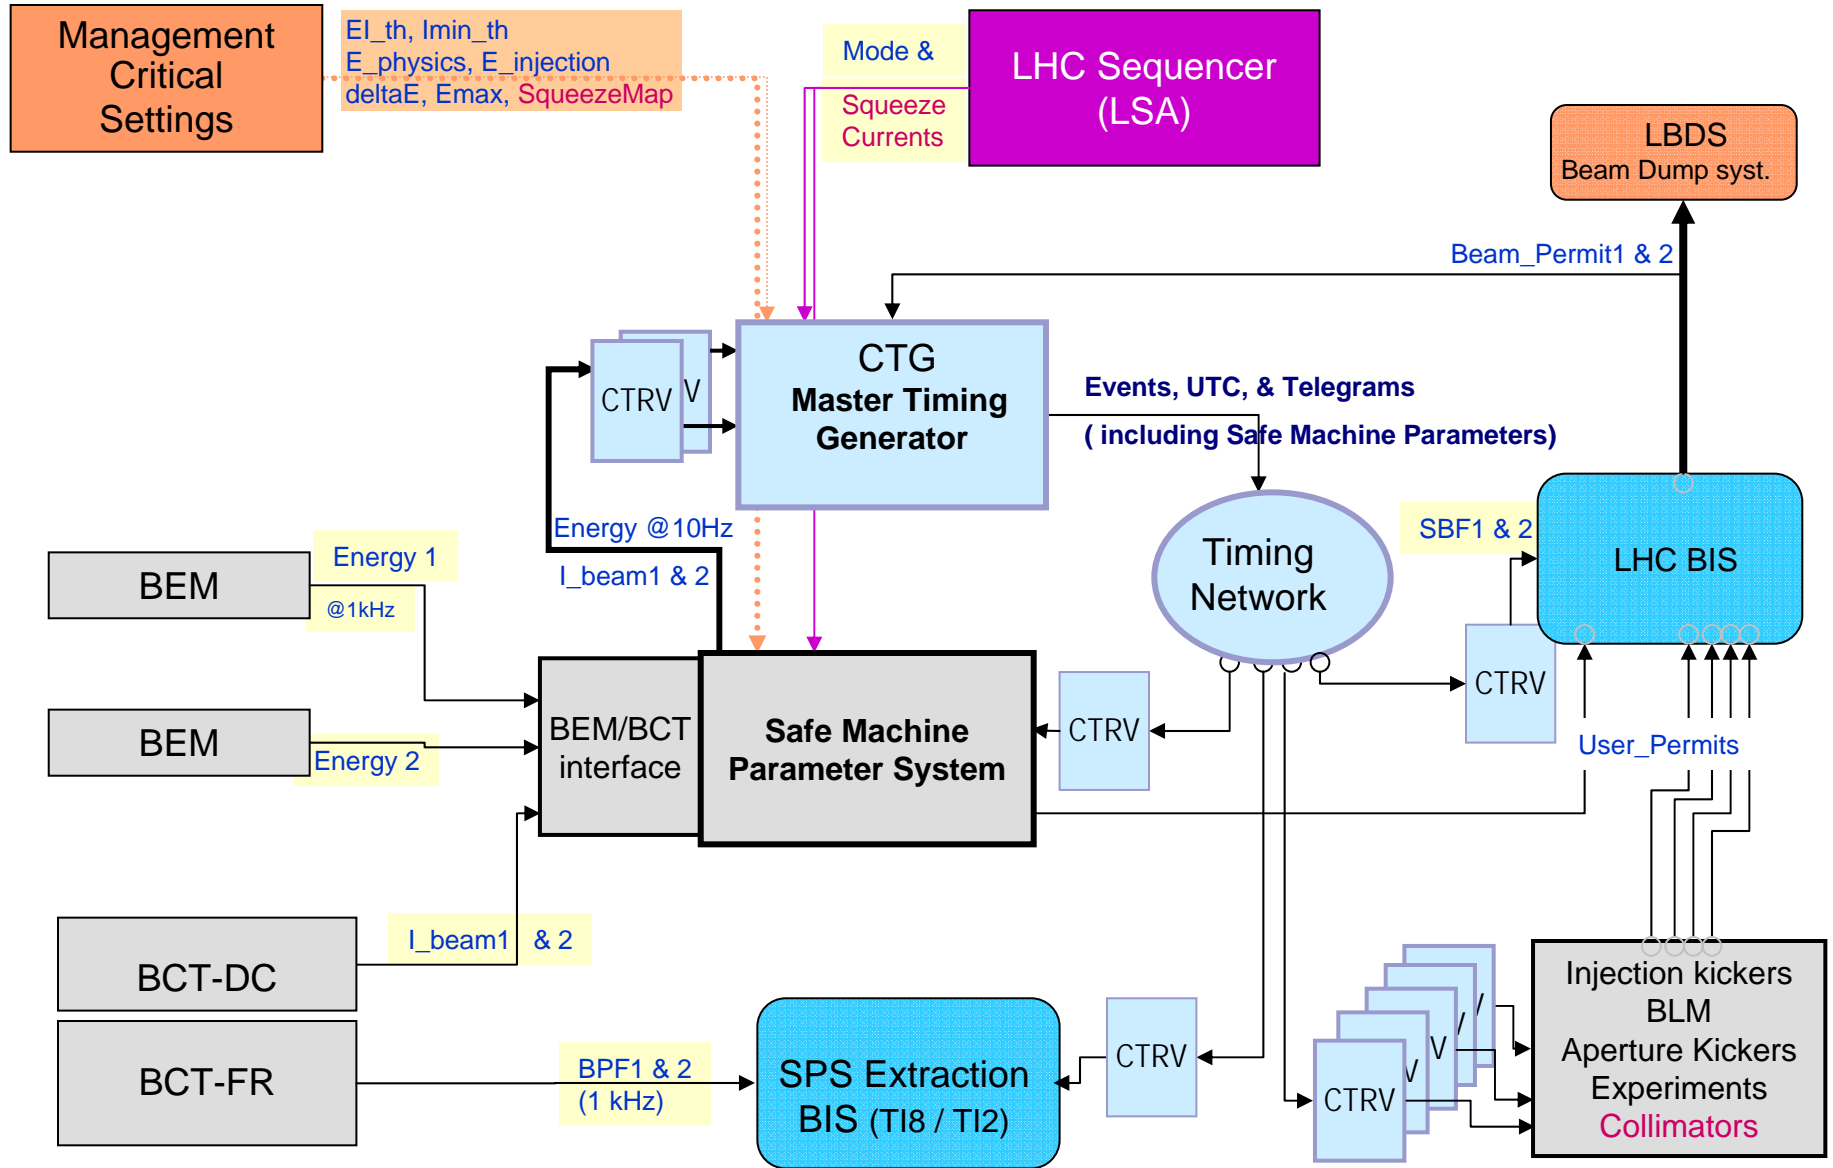 Management
Critical
Settings
EI_th, Imin_th
E_physics, E_injection
deltaE, Emax, SqueezeMap
Mode &
Squeeze
Currents
LHC Sequencer
(LSA)
LBDS
Beam Dump syst.
Beam_Permit1 & 2
CTRV
V
CTG
Master Timing
Generator
Events, UTC, & Telegrams
( including Safe Machine Parameters)
Energy @10Hz
I_beam1 & 2
SBF1 & 2
LHC BIS
Timing
Network
BEM
Energy 1
@1kHz
BEM
Energy 2
BEM/BCT
interface
Safe Machine
Parameter System
CTRV
CTRV
User_Permits
BCT-DC
I_beam1 & 2
BCT-FR
BPF1 & 2
(1 kHz)
SPS Extraction
BIS (TI8 / TI2)
CTRV
V
V
V
V
CTRV
Injection kickers
BLM
Aperture Kickers
Experiments
Collimators